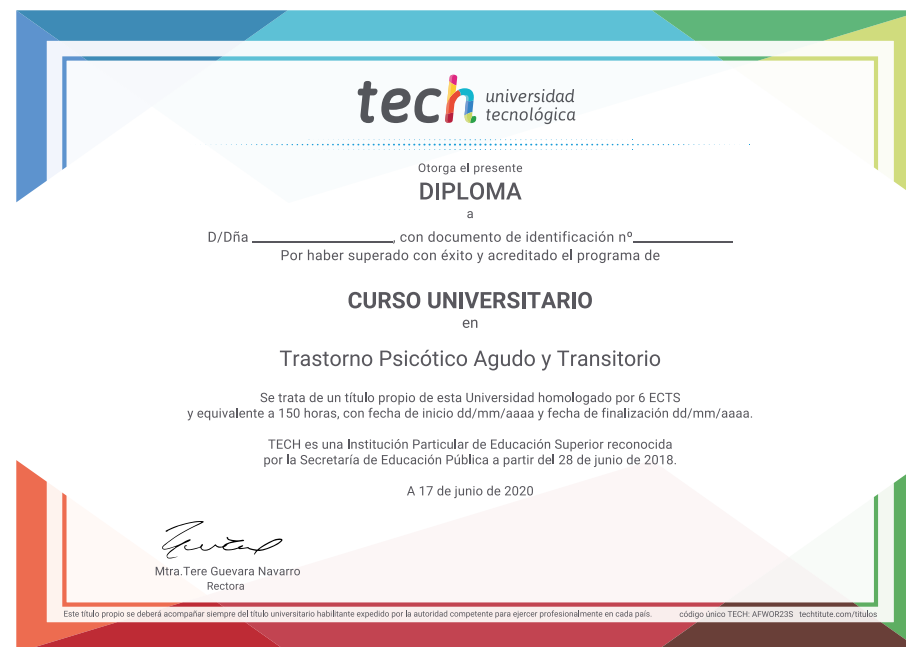 tech universidad
tecnológica
Otorga el presente
DIPLOMA
a
D/Dña ____________________, con documento de identificación nº______________
Por haber superado con éxito y acreditado el programa de
CURSO UNIVERSITARIO
en
Trastorno Psicótico Agudo y Transitorio
Se trata de un título propio de esta Universidad homologado por 6 ECTS
y equivalente a 150 horas, con fecha de inicio dd/mm/aaaa y fecha de finalización dd/mm/aaaa.
TECH es una Institución Particular de Educación Superior reconocida
por la Secretaría de Educación Pública a partir del 28 de junio de 2018.
A 17 de junio de 2020
Mtra.Tere Guevara Navarro
Rectora
Este título propio se deberá acompañar siempre del título universitario habilitante expedido por la autoridad competente para ejercer profesionalmente en cada país. código único TECH: AFWOR23S techtitute.com/títulos